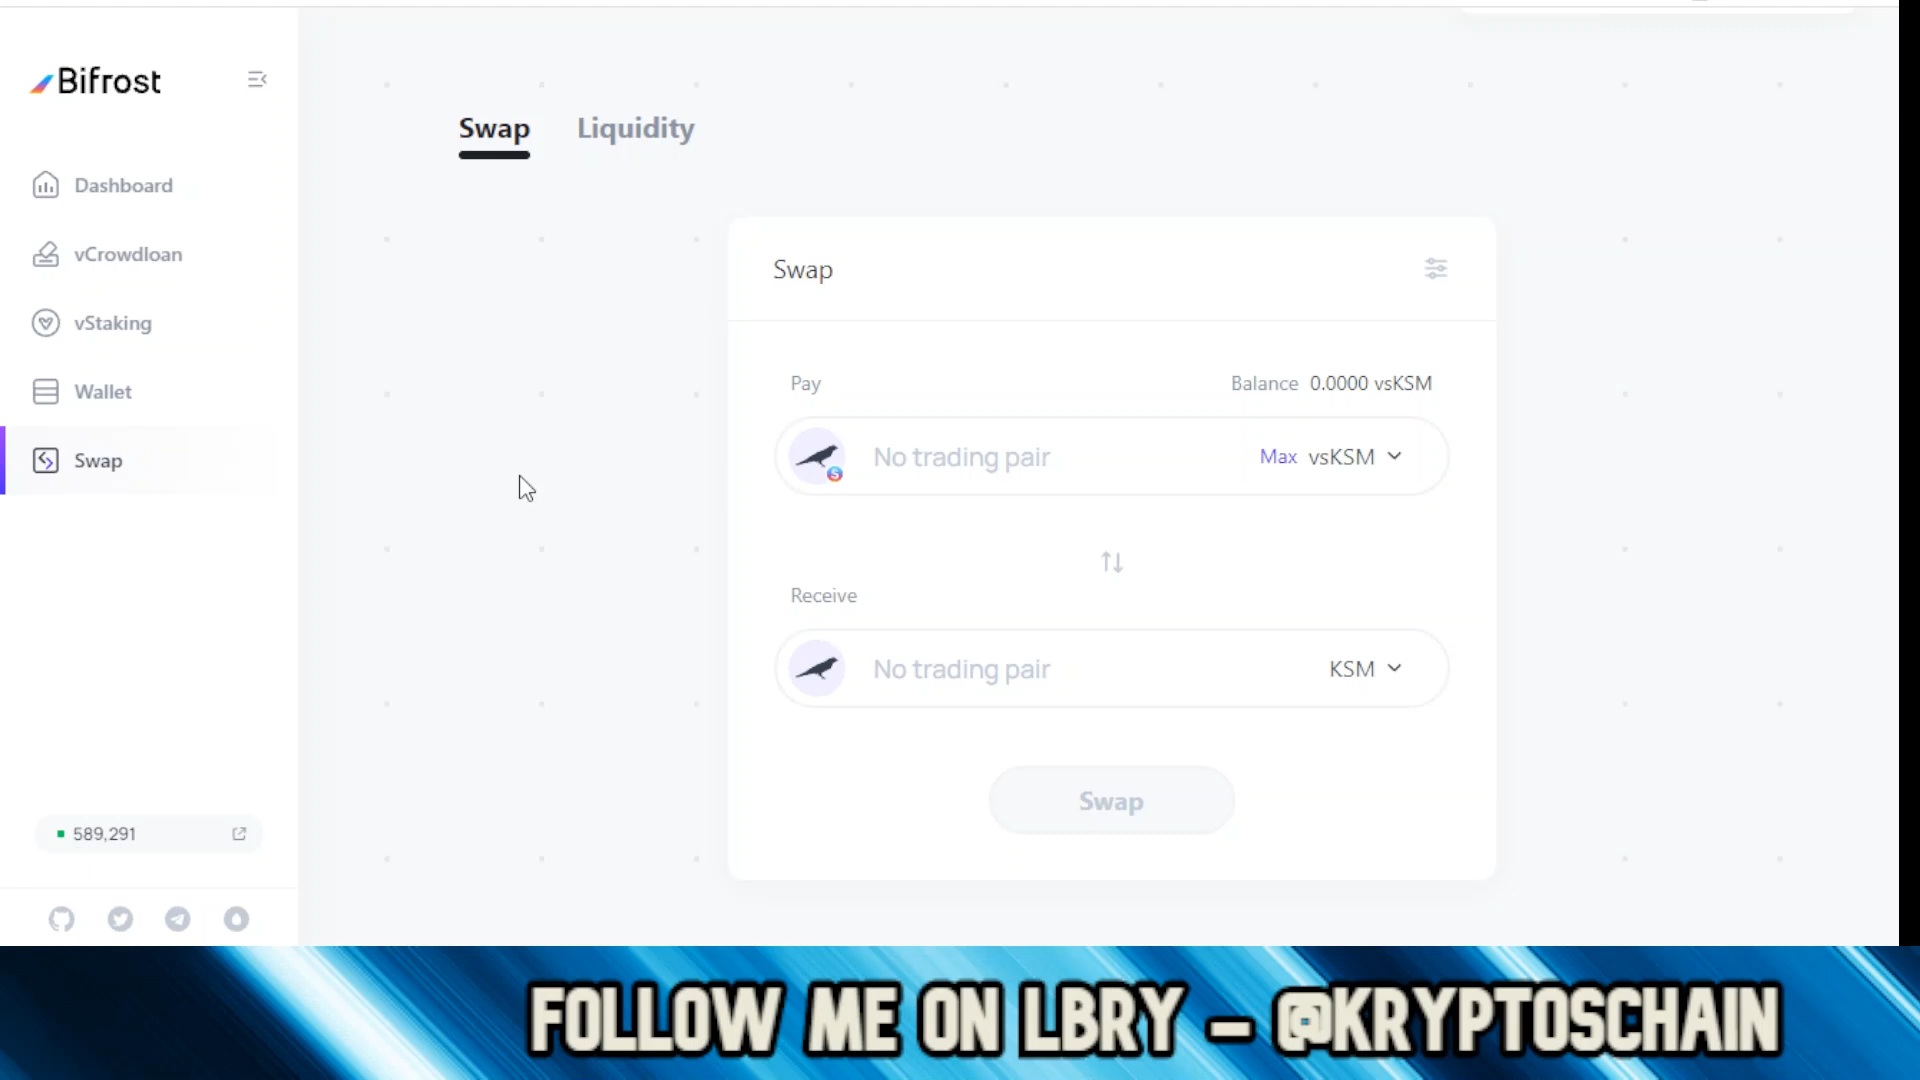 Bifrost
Dashboard
vCrowdloan
vStaking
Wallet
Swap
589,291
Swap Liquidity
Swap
Pay Balance 0.0000 vsKSM
No trading pair Max vsKSM
Receive
No trading pair KSM
Swap
FOLLOW ME ON LBRY – @KRYPTOSCHAIN